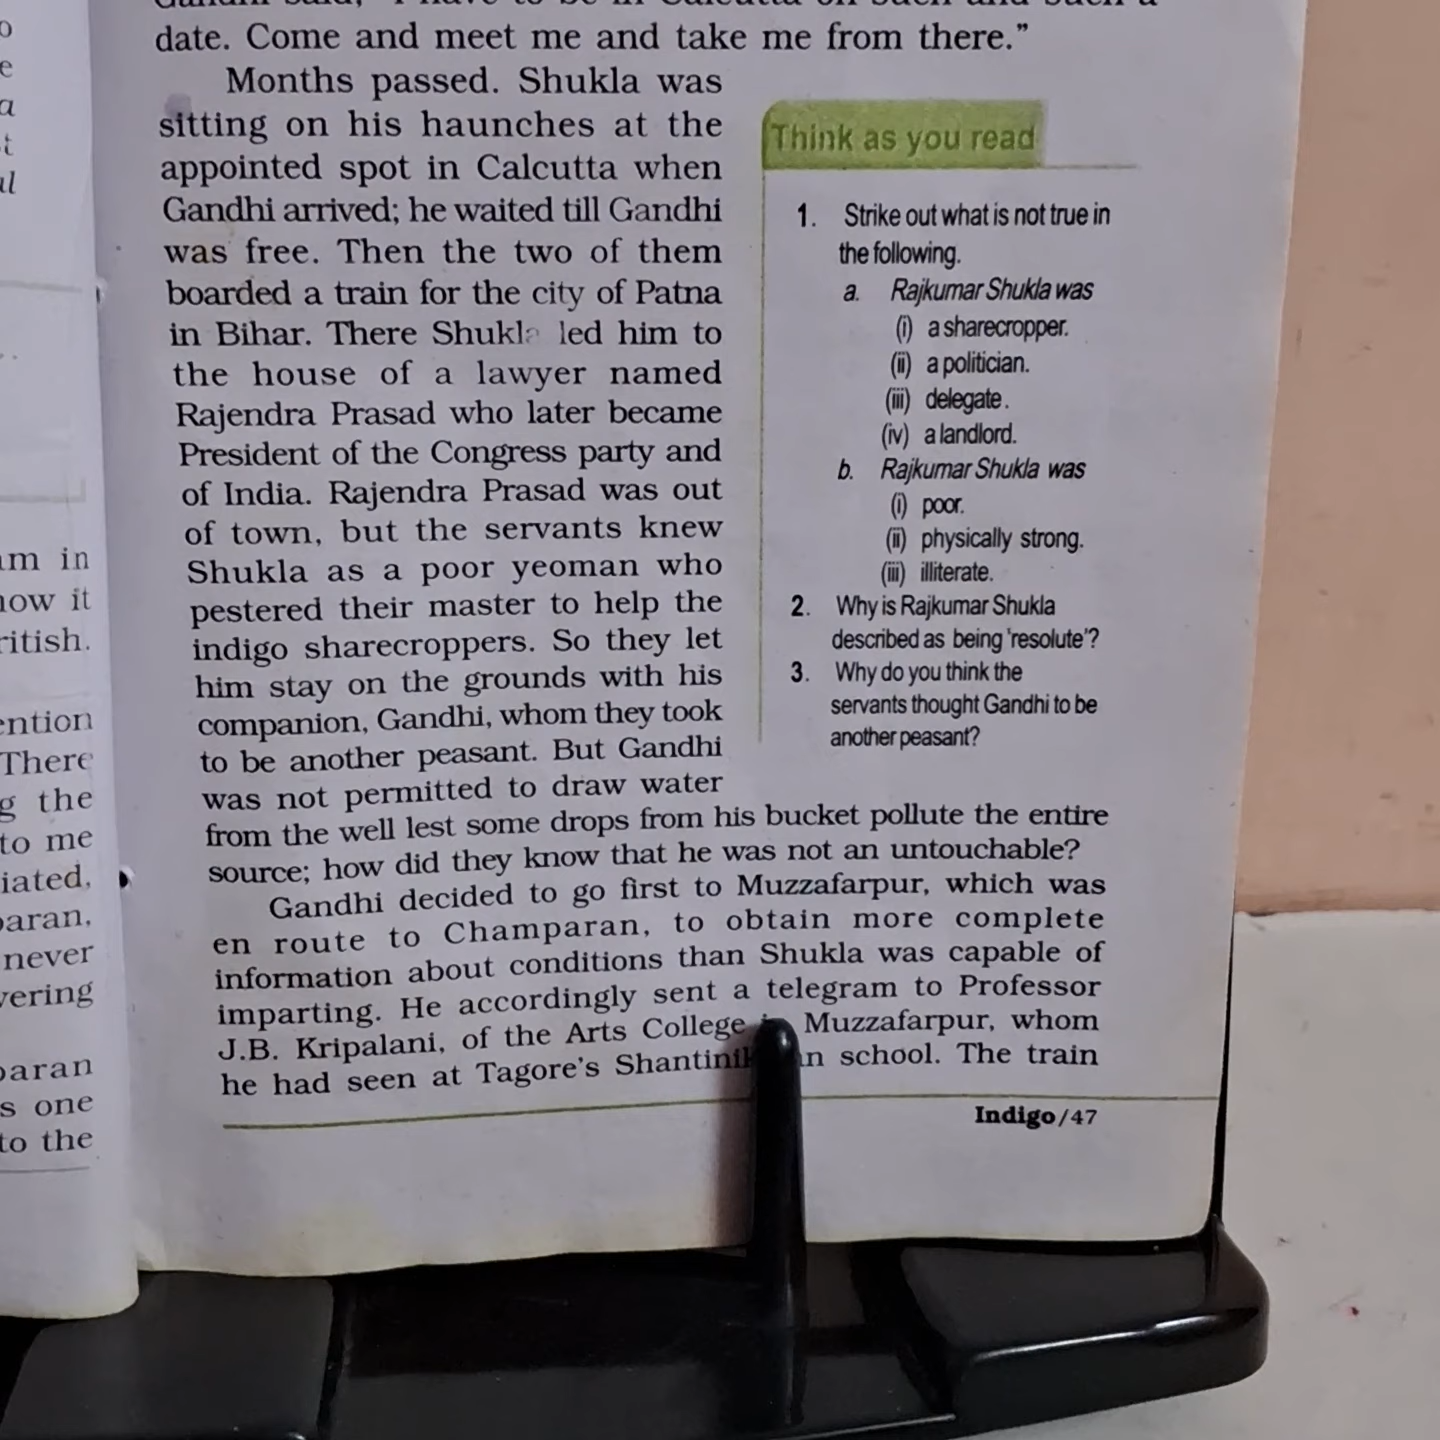 date. Come and meet me and take me from there.”
Months passed. Shukla was
sitting on his haunches at the
appointed spot in Calcutta when
Gandhi arrived; he waited till Gandhi
was free. Then the two of them
boarded a train for the city of Patna
in Bihar. There Shukla led him to
the house of a lawyer named
Rajendra Prasad who later became
President of the Congress party and
of India. Rajendra Prasad was out
of town, but the servants knew
Shukla as a poor yeoman who
pestered their master to help the
indigo sharecroppers. So they let
him stay on the grounds with his
companion, Gandhi, whom they took
to be another peasant. But Gandhi
was not permitted to draw water
from the well lest some drops from his bucket pollute the entire
source; how did they know that he was not an untouchable?
Gandhi decided to go first to Muzzafarpur, which was
en route to Champaran, to obtain more complete
information about conditions than Shukla was capable of
imparting. He accordingly sent a telegram to Professor
J.B. Kripalani, of the Arts College Muzzafarpur, whom
he had seen at Tagore’s school. The train
Think as you read
1. Strike out what is not true in
the following.
a. Rajkumar Shukla was
(i) a sharecropper.
(ii) a politician.
(iii) delegate.
(iv) a landlord.
b. Rajkumar Shukla was
(i) poor.
(ii) physically strong.
(iii) illiterate.
2. Why is Rajkumar Shukla
described as being ‘resolute’?
3. Why do you think the
servants thought Gandhi to be
another peasant?
Indigo/47
am in
ritish.
There
the
to me
never
s one
to the